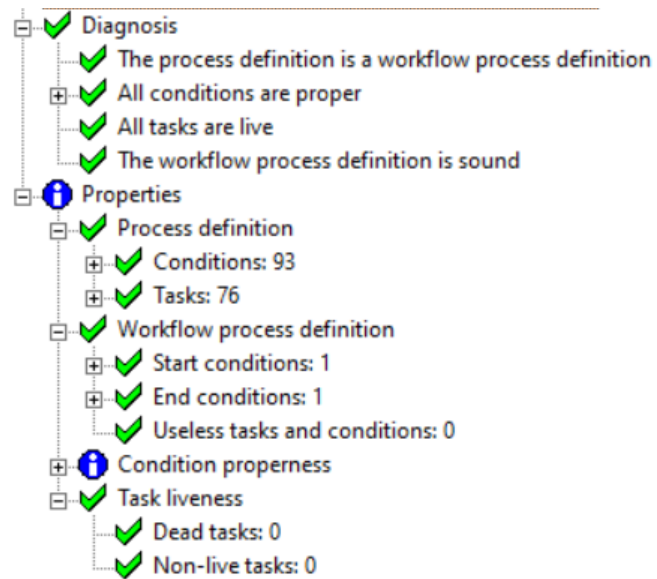 Diagnosis
The process definition is a workflow process definition
All conditions are proper
All tasks are live
The workflow process definition is sound
Properties
Process definition
Conditions: 93
Tasks: 76
Workflow process definition
Start conditions: 1
End conditions: 1
Useless tasks and conditions: 0
Condition properness
Task liveness
Dead tasks: 0
Non-live tasks: 0